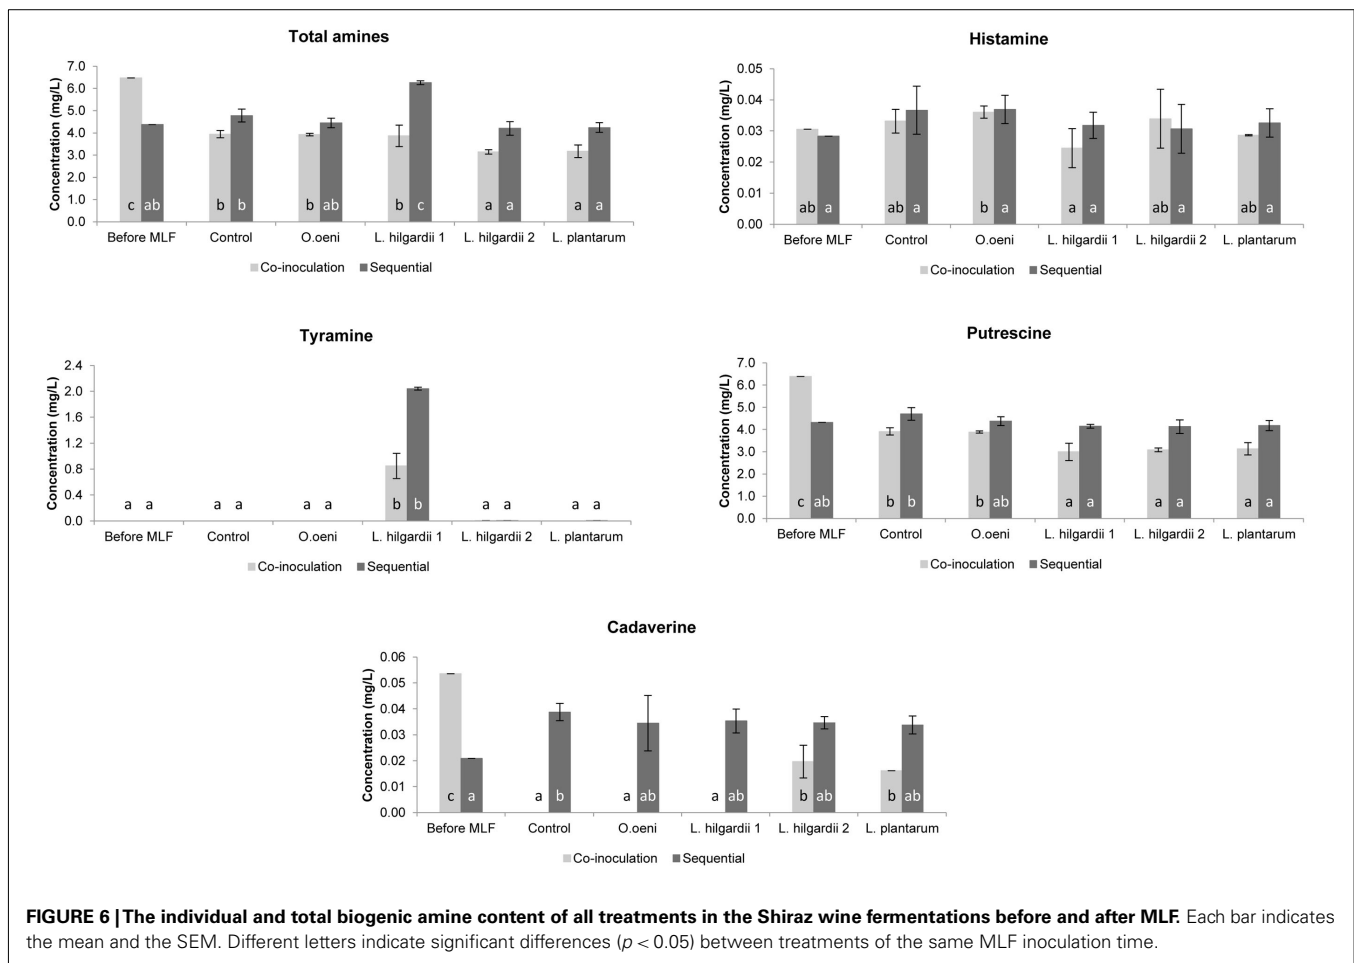 Total amines
Concentration (mg/L)
7.0
6.0
5.0
4.0
3.0
2.0
1.0
0.0
c ab b b b ab b c a a a a
Before MLF Control O.oeni L. hilgardii 1 L. hilgardii 2 L. plantarum
Co-inoculation Sequential
Histamine
Concentration (mg/L)
0.05
0.04
0.03
0.02
0.01
0.00
ab a ab a b a a a ab a ab a
Before MLF Control O.oeni L. hilgardii 1 L. hilgardii 2 L. plantarum
Co-inoculation Sequential
Tyramine
Concentration (mg/L)
2.4
2.0
1.6
1.2
0.8
0.4
0.0
a a a a a a b b a a a a
Before MLF Control O.oeni L. hilgardii 1 L. hilgardii 2 L. plantarum
Co-inoculation Sequential
Putrescine
Concentration (mg/L)
7.0
6.0
5.0
4.0
3.0
2.0
1.0
0.0
c ab b b b ab a a a a a a
Before MLF Control O.oeni L. hilgardii 1 L. hilgardii 2 L. plantarum
Co-inoculation Sequential
Cadaverine
Concentration (mg/L)
0.06
0.05
0.04
0.03
0.02
0.01
0.00
c a a b a ab a ab b ab b ab
Before MLF Control O.oeni L. hilgardii 1 L. hilgardii 2 L. plantarum
Co-inoculation Sequential
FIGURE 6 | The individual and total biogenic amine content of all treatments in the Shiraz wine fermentations before and after MLF. Each bar indicates
the mean and the SEM. Different letters indicate significant differences (p < 0.05) between treatments of the same MLF inoculation time.